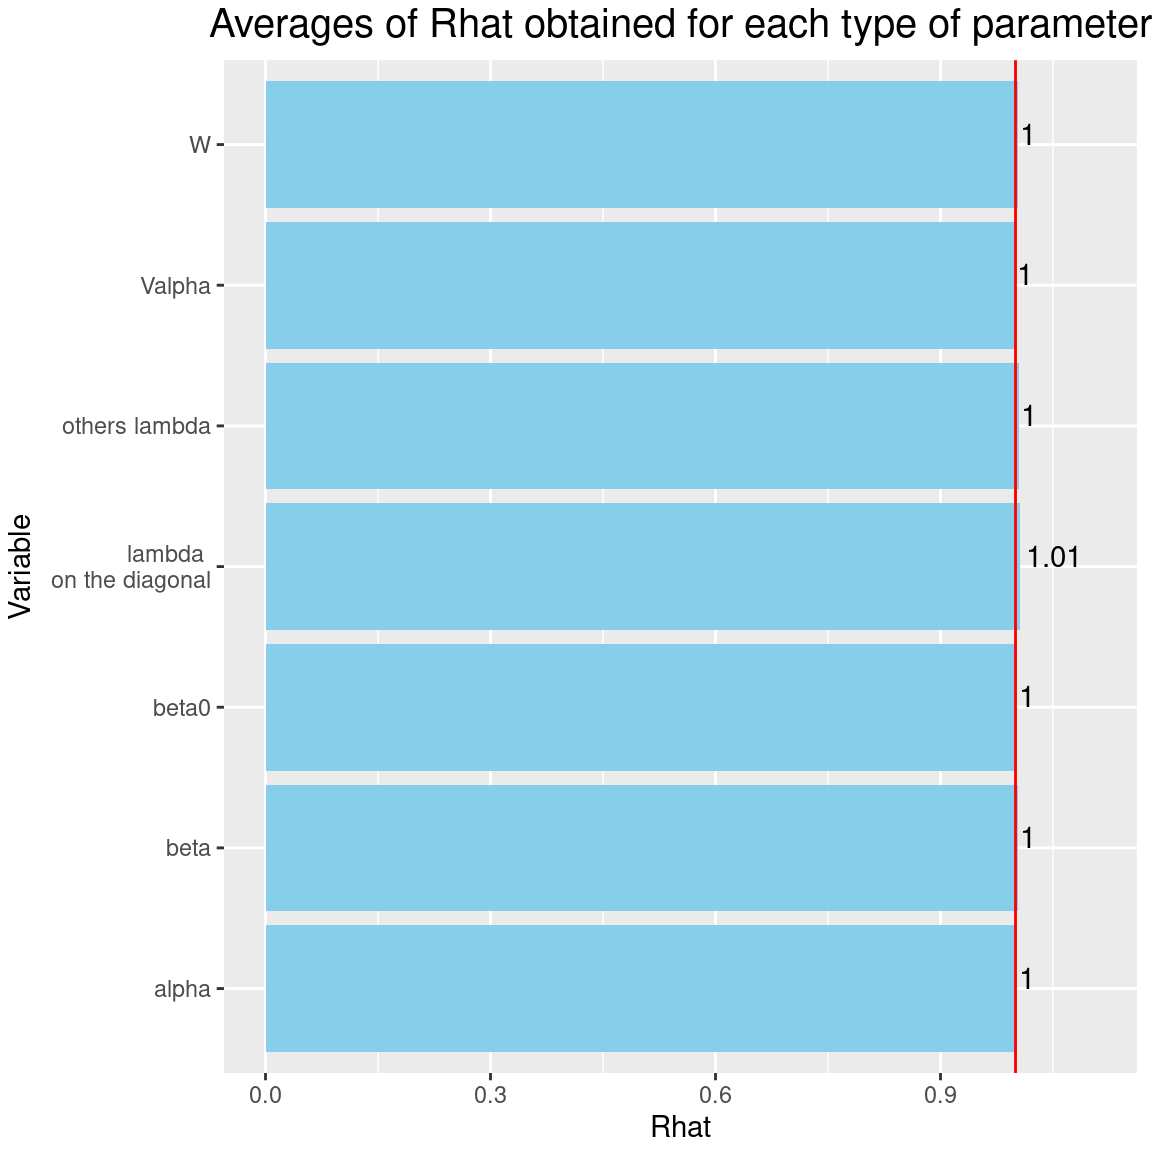 Averages of Rhat obtained for each type of parameter
W
1
Valpha
1
others lambda
1
lambda
on the diagonal
1.01
beta0
1
beta
1
alpha
1
0.0
0.3
0.6
0.9
Rhat
Variable